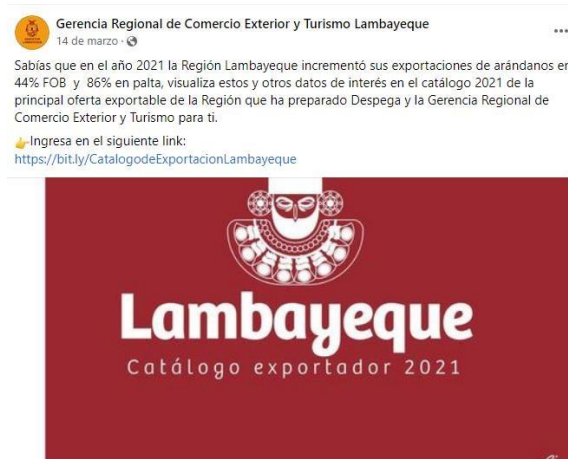 Gerencia Regional de Comercio Exterior y Turismo Lambayeque
14 de marzo ·
Sabías que en el año 2021 la Región Lambayeque incrementó sus exportaciones de arándanos en
44% FOB y 86% en palta, visualiza estos y otros datos de interés en el catálogo 2021 de la
principal oferta exportable de la Región que ha preparado Despega y la Gerencia Regional de
Comercio Exterior y Turismo para ti.
👉Ingresa en el siguiente link:
https://bit.ly/CatalogodeExportacionLambayeque
Lambayeque
Catálogo exportador 2021